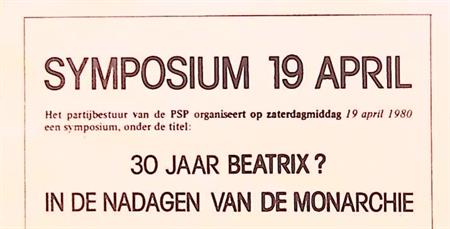 SYMPOSIUM 19 APRIL
Het partijbestuur van de PSP organiseert op zaterdagmiddag 19 april 1980
een symposium, onder de titel:
30 JAAR BEATRIX?
IN DE NADAGEN VAN DE MONARCHIE